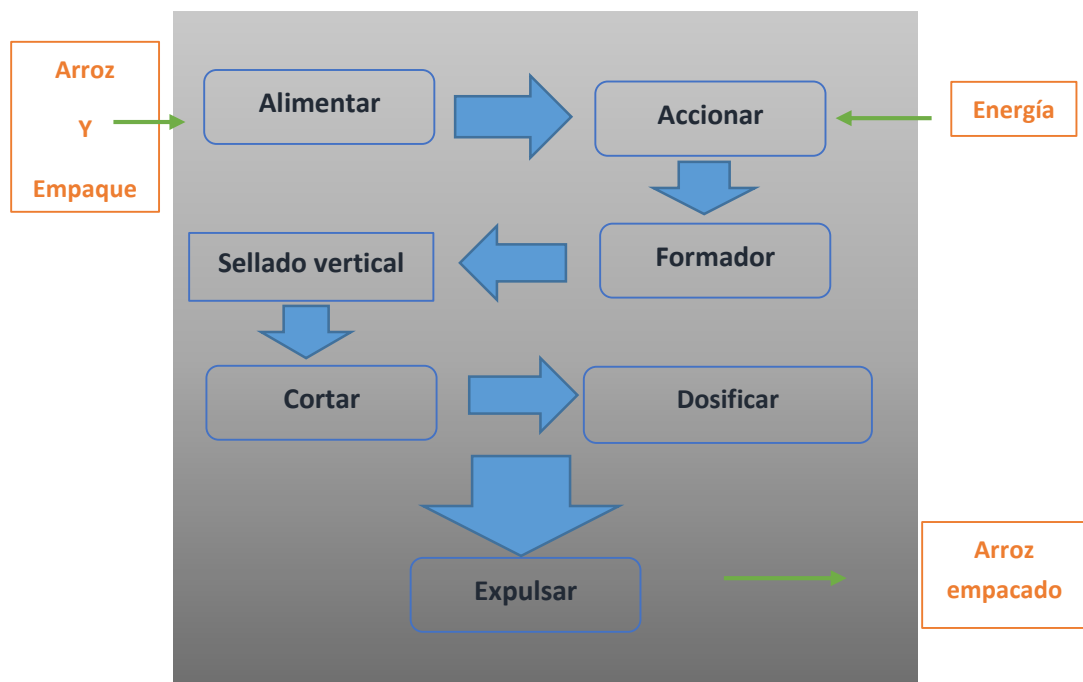 Arroz
Y
Empaque
Alimentar
Accionar
Energía
Sellado vertical
Formador
Cortar
Dosificar
Expulsar
Arroz
empacado